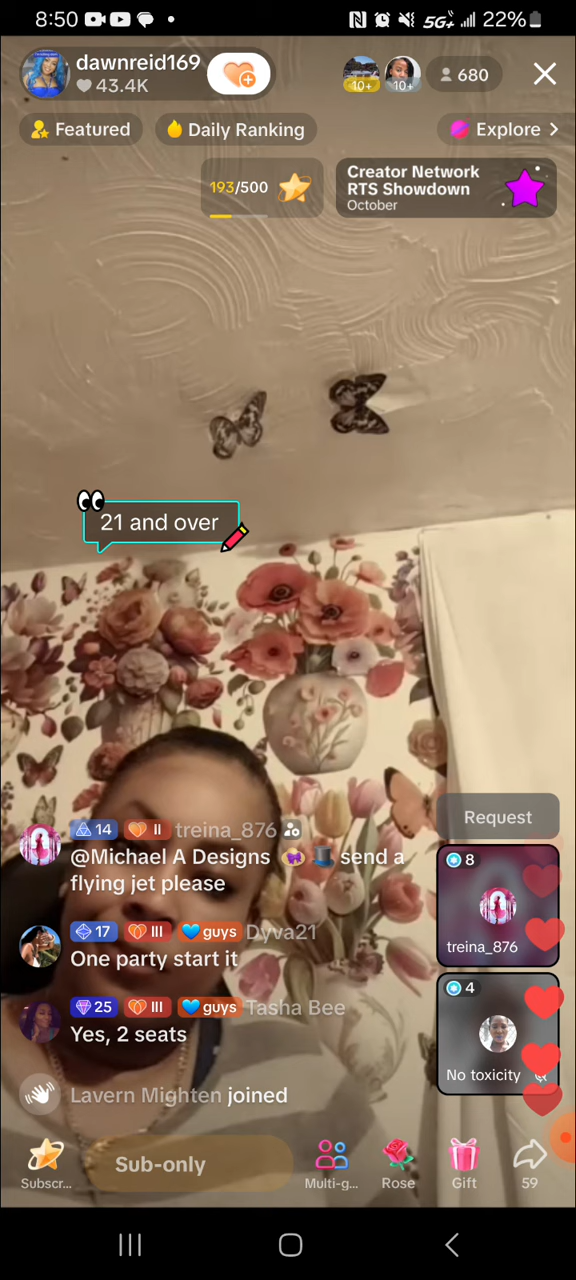 8:50
5G+ 22%
dawnreid169
43.4K
10+ 10+ 680
Featured
Daily Ranking
Explore
193/500
Creator Network
RTS Showdown
October
21 and over
Request
14 II treina_876
@Michael A Designs send a
flying jet please
8
treina_876
17 III guys Dyva21
One party start it
25 III guys Tasha Bee
Yes, 2 seats
4
No toxicity
Lavern Mighten joined
Subscr...
Sub-only
Multi-g...
Rose
Gift
59